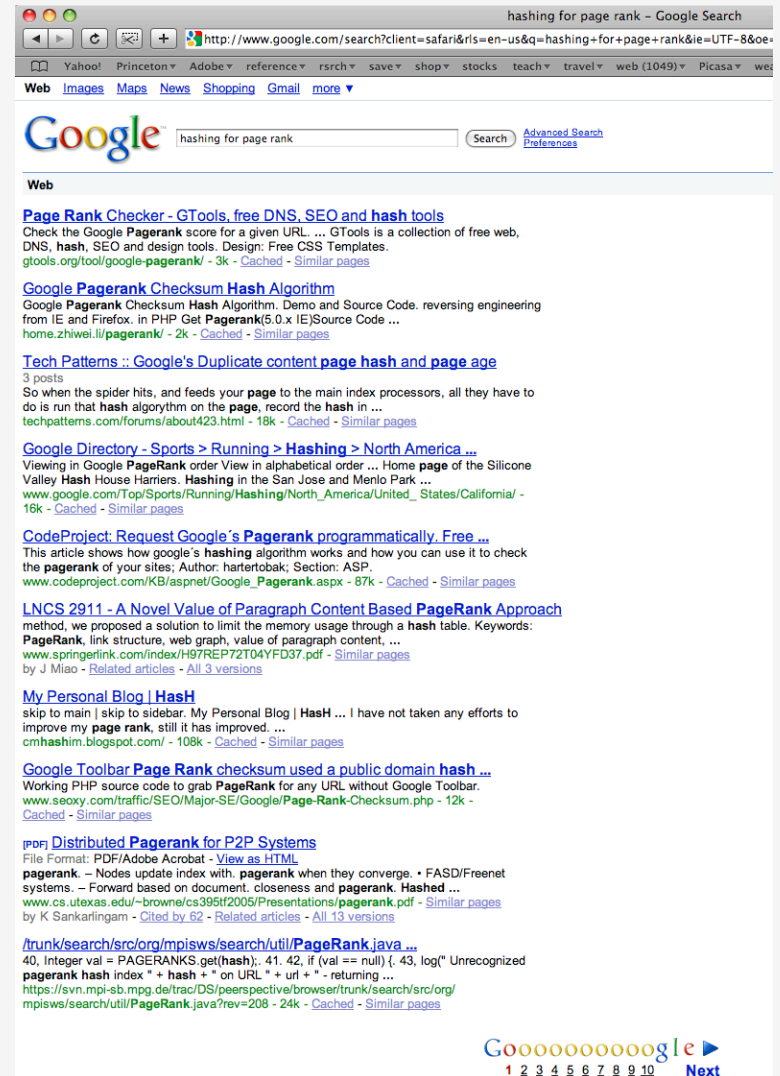 hashing for page rank – Google Search
http://www.google.com/search?client=safari&rls=en-us&q=hashing+for+page+rank&ie=UTF-8&oe=
Yahoo! Princeton Adobe reference rsrch save shop stocks teach travel web (1049) Picasa wea
Web Images Maps News Shopping Gmail more ▼
Google™ hashing for page rank Search Advanced Search
Preferences
Web
Page Rank Checker - GTools, free DNS, SEO and hash tools
Check the Google Pagerank score for a given URL. ... GTools is a collection of free web,
DNS, hash, SEO and design tools. Design: Free CSS Templates.
gtools.org/tool/google-pagerank/ - 3k - Cached - Similar pages
Google Pagerank Checksum Hash Algorithm
Google Pagerank Checksum Hash Algorithm. Demo and Source Code. reversing engineering
from IE and Firefox. in PHP Get Pagerank(5.0.x IE)Source Code ...
home.zhiwei.li/pagerank/ - 2k - Cached - Similar pages
Tech Patterns :: Google's Duplicate content page hash and page age
3 posts
So when the spider hits, and feeds your page to the main index processors, all they have to
do is run that hash algorythm on the page, record the hash in ...
techpatterns.com/forums/about423.html - 18k - Cached - Similar pages
Google Directory - Sports > Running > Hashing > North America ...
Viewing in Google PageRank order View in alphabetical order ... Home page of the Silicone
Valley Hash House Harriers. Hashing in the San Jose and Menlo Park ...
www.google.com/Top/Sports/Running/Hashing/North_America/United_ States/California/ -
16k - Cached - Similar pages
CodeProject: Request Google´s Pagerank programmatically. Free ...
This article shows how google´s hashing algorithm works and how you can use it to check
the pagerank of your sites; Author: hartertobak; Section: ASP.
www.codeproject.com/KB/aspnet/Google_Pagerank.aspx - 87k - Cached - Similar pages
LNCS 2911 - A Novel Value of Paragraph Content Based PageRank Approach
method, we proposed a solution to limit the memory usage through a hash table. Keywords:
PageRank, link structure, web graph, value of paragraph content, ...
www.springerlink.com/index/H97REP72T04YFD37.pdf - Similar pages
by J Miao - Related articles - All 3 versions
My Personal Blog | HasH
skip to main | skip to sidebar. My Personal Blog | HasH ... I have not taken any efforts to
improve my page rank, still it has improved. ...
cmhashim.blogspot.com/ - 108k - Cached - Similar pages
Google Toolbar Page Rank checksum used a public domain hash ...
Working PHP source code to grab PageRank for any URL without Google Toolbar.
www.seoxy.com/traffic/SEO/Major-SE/Google/Page-Rank-Checksum.php - 12k -
Cached - Similar pages
[PDF] Distributed Pagerank for P2P Systems
File Format: PDF/Adobe Acrobat - View as HTML
pagerank. – Nodes update index with. pagerank when they converge. • FASD/Freenet
systems. – Forward based on document. closeness and pagerank. Hashed ...
www.cs.utexas.edu/~browne/cs395tf2005/Presentations/pagerank.pdf - Similar pages
by K Sankarlingam - Cited by 62 - Related articles - All 13 versions
/trunk/search/src/org/mpisws/search/util/PageRank.java ...
40, Integer val = PAGERANKS.get(hash);. 41. 42, if (val == null) {. 43, log(" Unrecognized
pagerank hash index " + hash + " on URL " + url + " - returning ...
https://svn.mpi-sb.mpg.de/trac/DS/peerspective/browser/trunk/search/src/org/
mpisws/search/util/PageRank.java?rev=208 - 24k - Cached - Similar pages
Goooooooooogle
1 2 3 4 5 6 7 8 9 10 Next